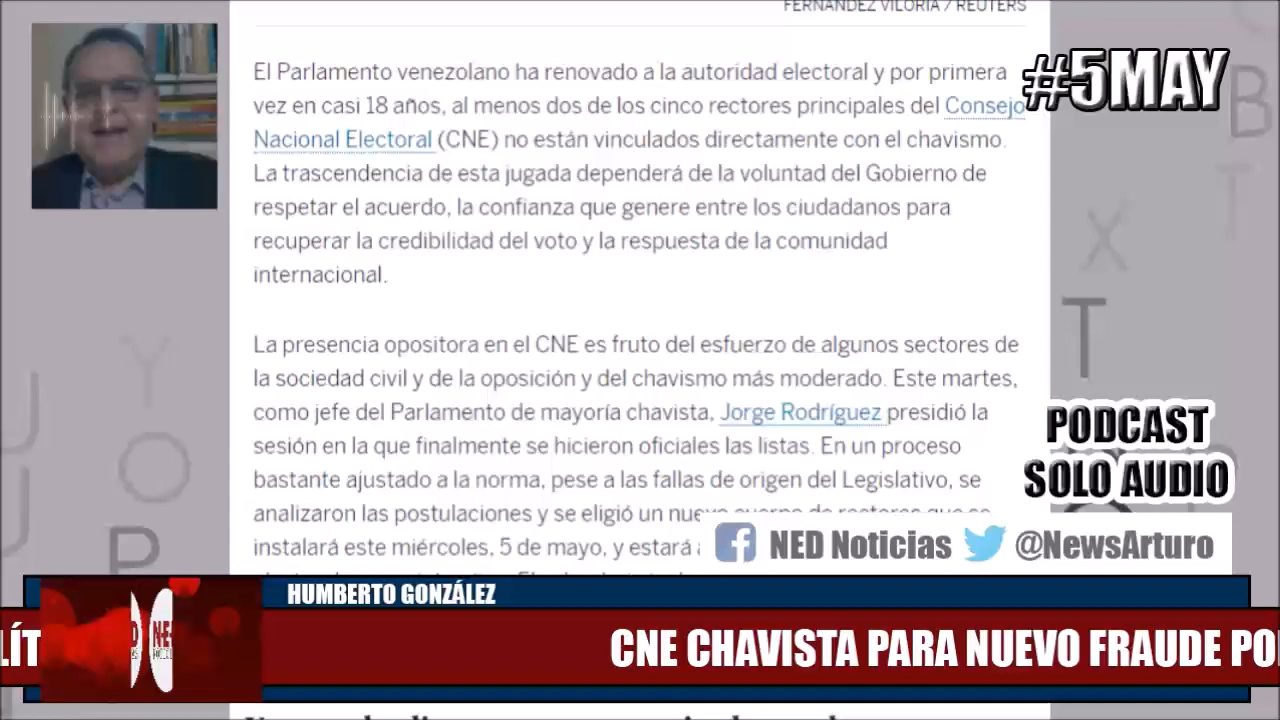 FERNANDEZ VILORIA / REUTERS
El Parlamento venezolano ha renovado a la autoridad electoral y por primera
vez en casi 18 años, al menos dos de los cinco rectores principales del Consejo
Nacional Electoral (CNE) no están vinculados directamente con el chavismo.
La trascendencia de esta jugada dependerá de la voluntad del Gobierno de
respetar el acuerdo, la confianza que genere entre los ciudadanos para
recuperar la credibilidad del voto y la respuesta de la comunidad
internacional.
La presencia opositora en el CNE es fruto del esfuerzo de algunos sectores de
la sociedad civil y de la oposición y del chavismo más moderado. Este martes,
como jefe del Parlamento de mayoría chavista, Jorge Rodríguez presidió la
sesión en la que finalmente se hicieron oficiales las listas. En un proceso
bastante ajustado a la norma, pese a las fallas de origen del Legislativo, se
analizaron las postulaciones y se eligió un
instalará este miércoles, 5 de mayo, y estará
#5MAY
PODCAST
SOLO AUDIO
NED Noticias @NewsArturo
HUMBERTO GONZÁLEZ
LÍT
CNE CHAVISTA PARA NUEVO FRAUDE PO